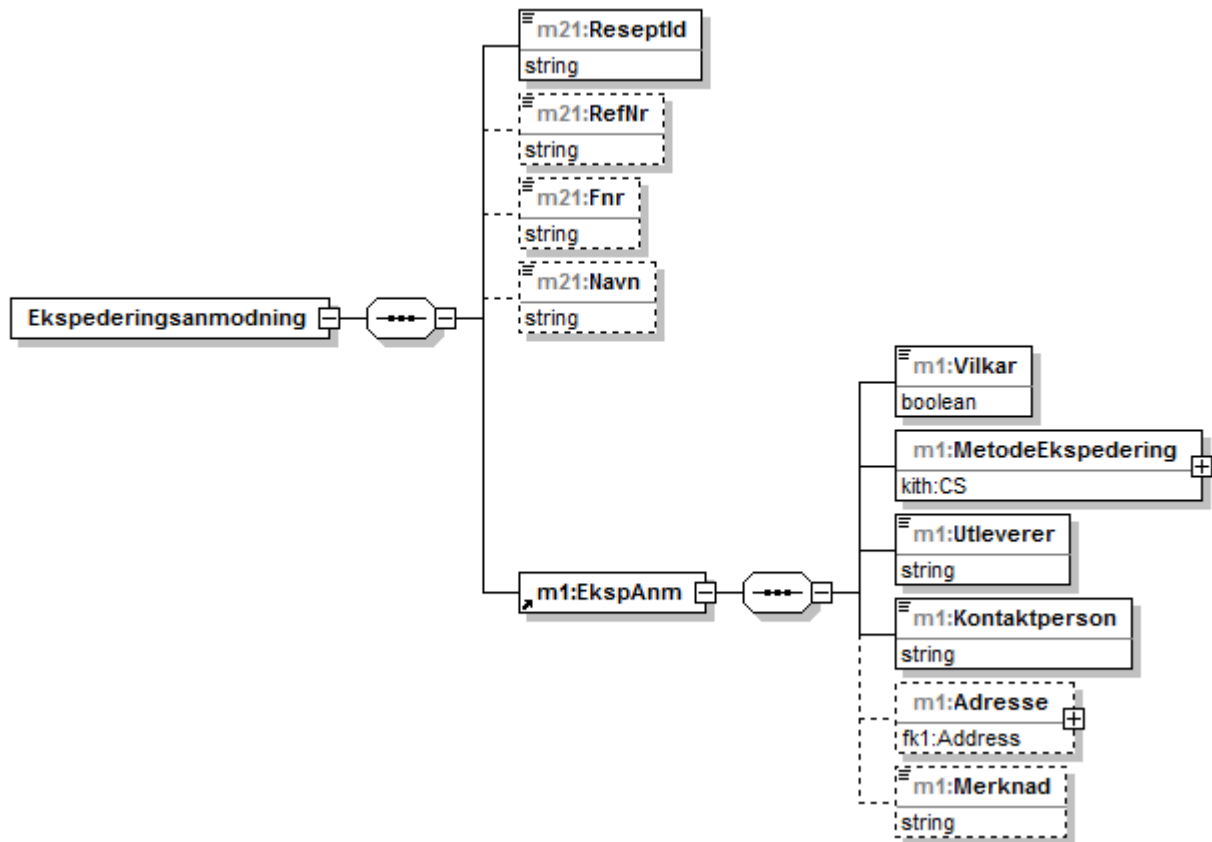 m21:ReseptId
string
m21:RefNr
string
m21:Fnr
string
m21:Navn
string
Ekspederingsanmodning
m1:Vilkar
boolean
m1:MetodeEkspedering
kith:CS
m1:Utleverer
string
m1:EkspAnm
m1:Kontaktperson
string
m1:Adresse
fk1:Address
m1:Merknad
string